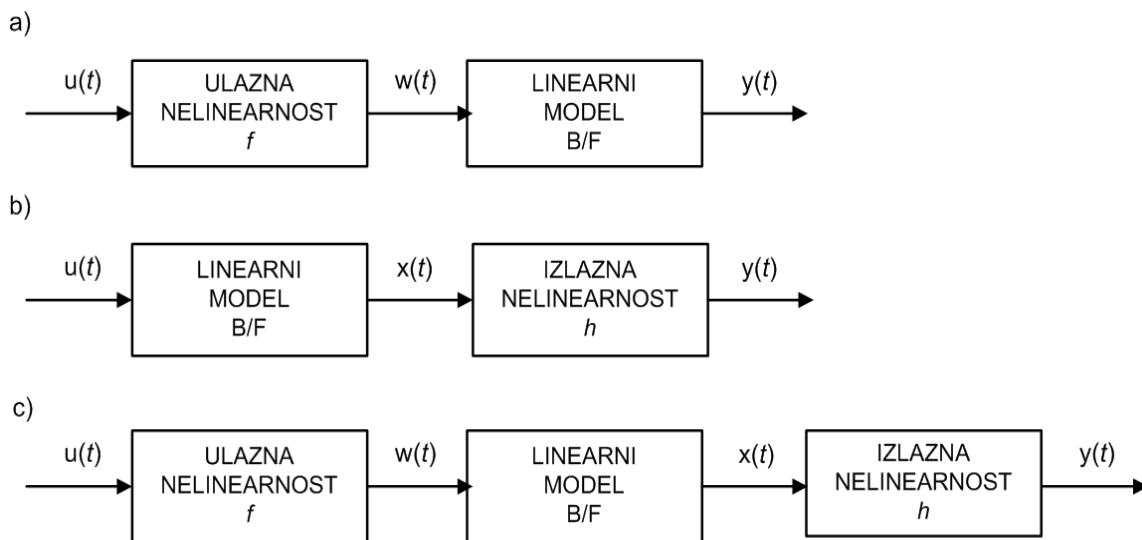 a)
u(t)
ULAZNA
NELINEARNOST
f
w(t)
LINEARNI
MODEL
B/F
y(t)
b)
u(t)
LINEARNI
MODEL
B/F
x(t)
IZLAZNA
NELINEARNOST
h
y(t)
c)
u(t)
ULAZNA
NELINEARNOST
f
w(t)
LINEARNI
MODEL
B/F
x(t)
IZLAZNA
NELINEARNOST
h
y(t)